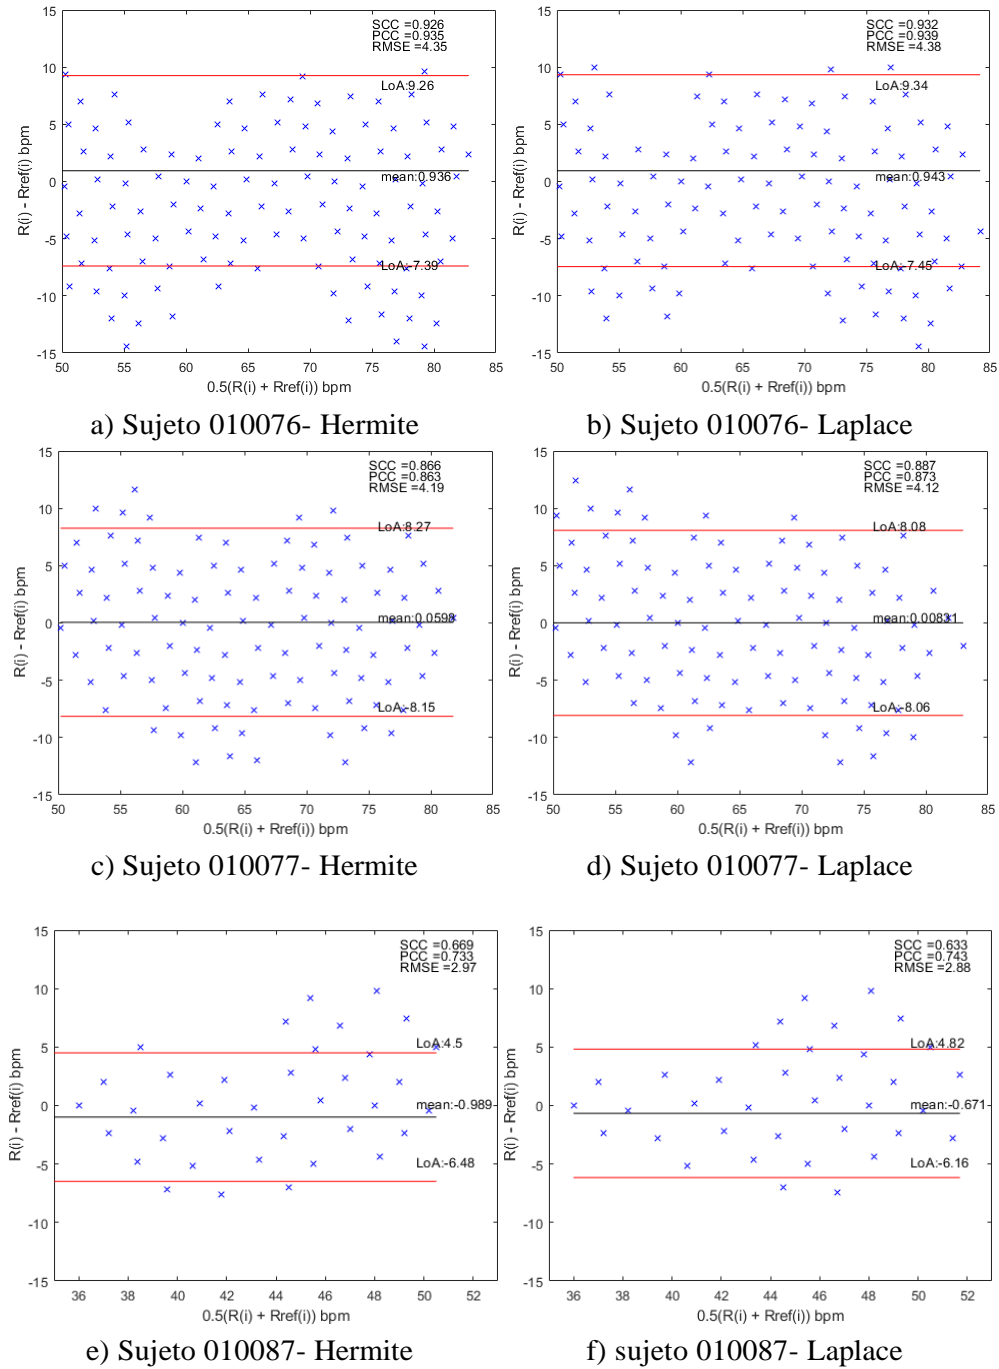 15
10
5
0
-5
-10
-15
50 55 60 65 70 75 80 85
R(i) - Rref(i) bpm
0.5(R(i) + Rref(i)) bpm
SCC =0.926
PCC =0.935
RMSE =4.35
LoA:9.26
mean:0.936
LoA:-7.39
a) Sujeto 010076- Hermite
15
10
5
0
-5
-10
-15
50 55 60 65 70 75 80 85
R(i) - Rref(i) bpm
0.5(R(i) + Rref(i)) bpm
SCC =0.932
PCC =0.939
RMSE =4.38
LoA:9.34
mean:0.943
LoA:-7.45
b) Sujeto 010076- Laplace
15
10
5
0
-5
-10
-15
50 55 60 65 70 75 80 85
R(i) - Rref(i) bpm
0.5(R(i) + Rref(i)) bpm
SCC =0.866
PCC =0.863
RMSE =4.19
LoA:8.27
mean:0.0598
LoA:-8.15
c) Sujeto 010077- Hermite
15
10
5
0
-5
-10
-15
50 55 60 65 70 75 80 85
R(i) - Rref(i) bpm
0.5(R(i) + Rref(i)) bpm
SCC =0.887
PCC =0.873
RMSE =4.12
LoA:8.08
mean:0.00831
LoA:-8.06
d) Sujeto 010077- Laplace
15
10
5
0
-5
-10
-15
36 38 40 42 44 46 48 50 52
R(i) - Rref(i) bpm
0.5(R(i) + Rref(i)) bpm
SCC =0.669
PCC =0.733
RMSE =2.97
LoA:4.5
mean:-0.989
LoA:-6.48
e) Sujeto 010087- Hermite
15
10
5
0
-5
-10
-15
36 38 40 42 44 46 48 50 52
R(i) - Rref(i) bpm
0.5(R(i) + Rref(i)) bpm
SCC =0.633
PCC =0.743
RMSE =2.88
LoA:4.82
mean:-0.671
LoA:-6.16
f) sujeto 010087- Laplace